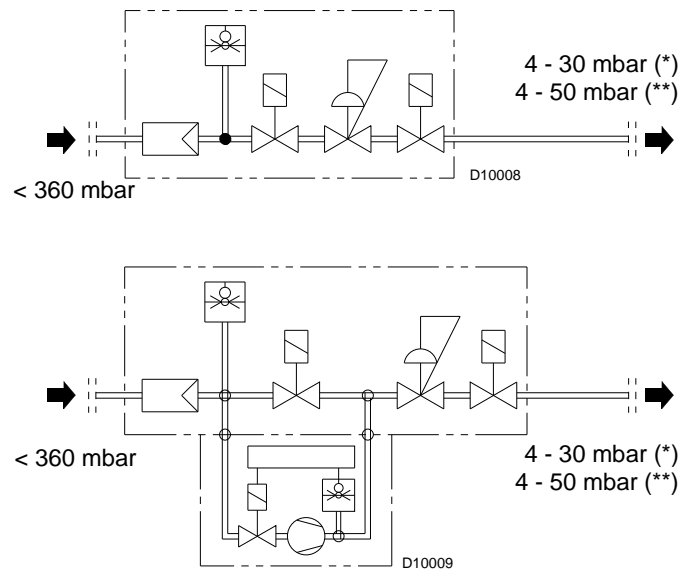 4 - 30 mbar (*)
4 - 50 mbar (**)
< 360 mbar
D10008
< 360 mbar
4 - 30 mbar (*)
4 - 50 mbar (**)
D10009